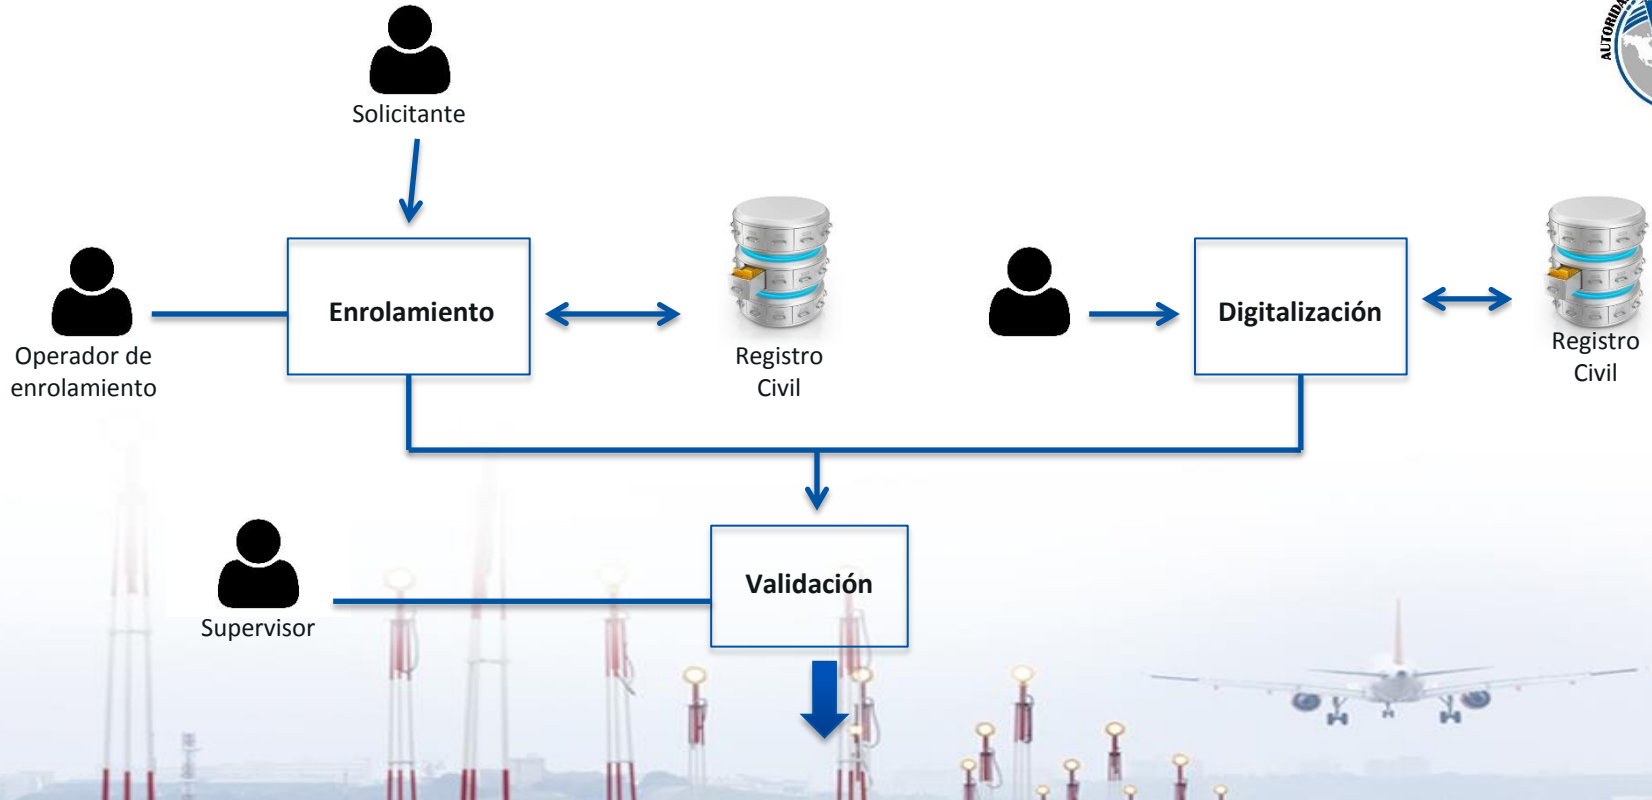 Solicitante
Enrolamiento
Operador de
enrolamiento
Registro
Civil
Digitalización
Registro
Civil
Validación
Supervisor